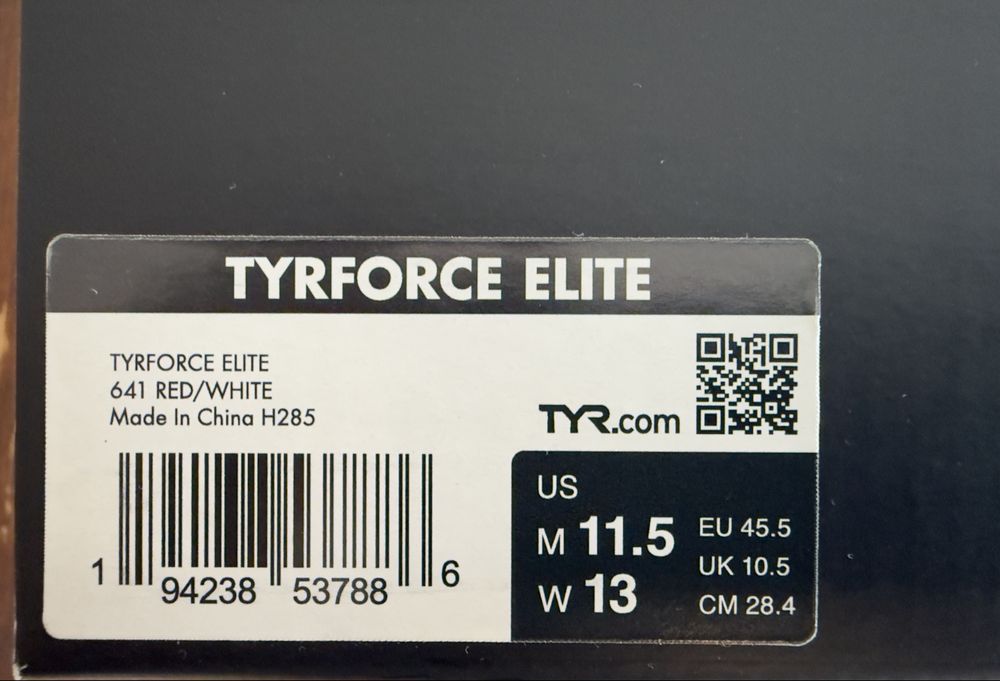 TYRFORCE ELITE
TYRFORCE ELITE
641 RED/WHITE
Made In China H285
TYR.com
1 94238 53788 6
US
M 11.5
W 13
EU 45.5
UK 10.5
CM 28.4